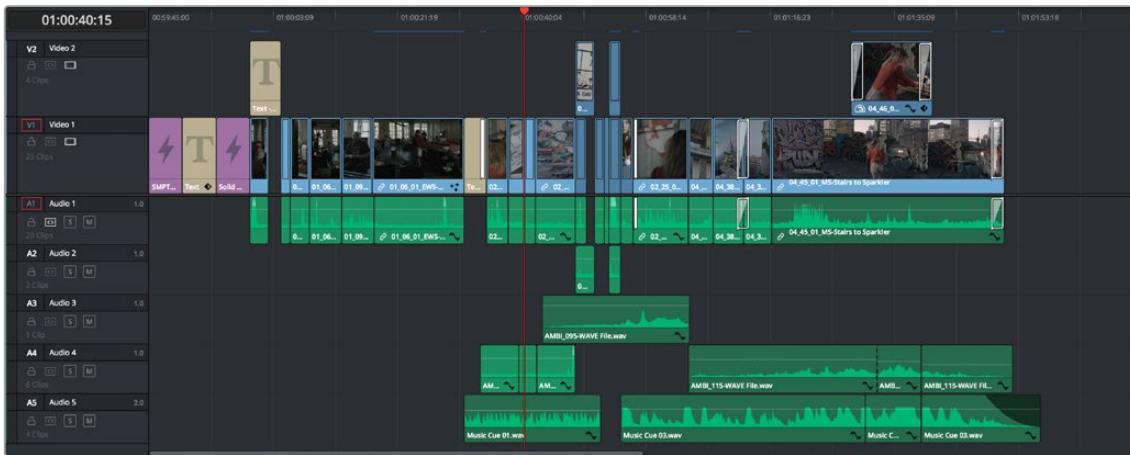 01:00:40:15
00:59:45:00 01:00:03:09 01:00:21:19 01:00:40:04 01:00:58:14 01:01:16:23 01:01:35:09 01:01:53:18
V2 Video 2
4 Clips
Text -...
0...
04_46_0...
V1 Video 1
25 Clips
SMPT... Text Solid ... 0... 01_06... 01_09... 01_06_01_EWS-... Te... 02... 02_... 02_25_0... 04_... 04_38... 04_3... 04_45_01_MS-Stairs to Sparkler
A1 Audio 1 1.0
S M
20 Clips
0... 01_06... 01_09... 01_06_01_EWS-... 02... 02_... 02_... 04_... 04_38... 04_3... 04_45_01_MS-Stairs to Sparkler
A2 Audio 2 1.0
S M
2 Clips
0...
A3 Audio 3 1.0
S M
1 Clip
AMBI_095-WAVE File.wav
A4 Audio 4 1.0
S M
6 Clips
AM... AM... AMBI_115-WAVE File.wav AMB... AMBI_115-WAVE Fil...
A5 Audio 5 2.0
S M
4 Clips
Music Cue 01.wav Music Cue 03.wav Music C... Music Cue 03.wav